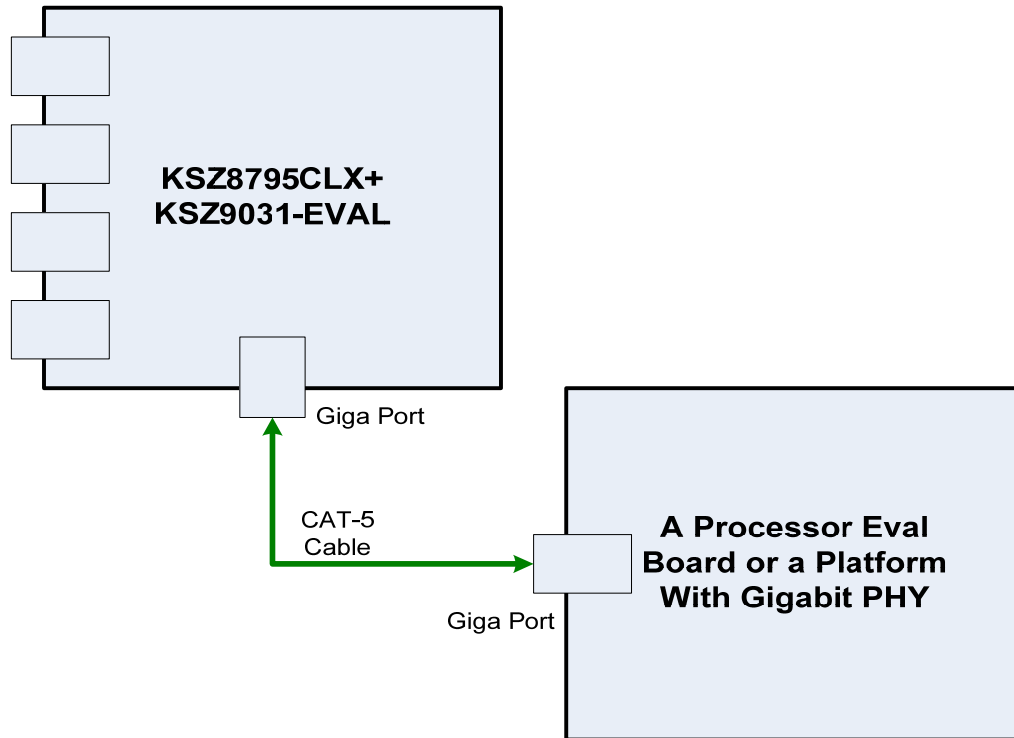 KSZ8795CLX+
KSZ9031-EVAL
Giga Port
CAT-5
Cable
A Processor Eval
Board or a Platform
With Gigabit PHY
Giga Port